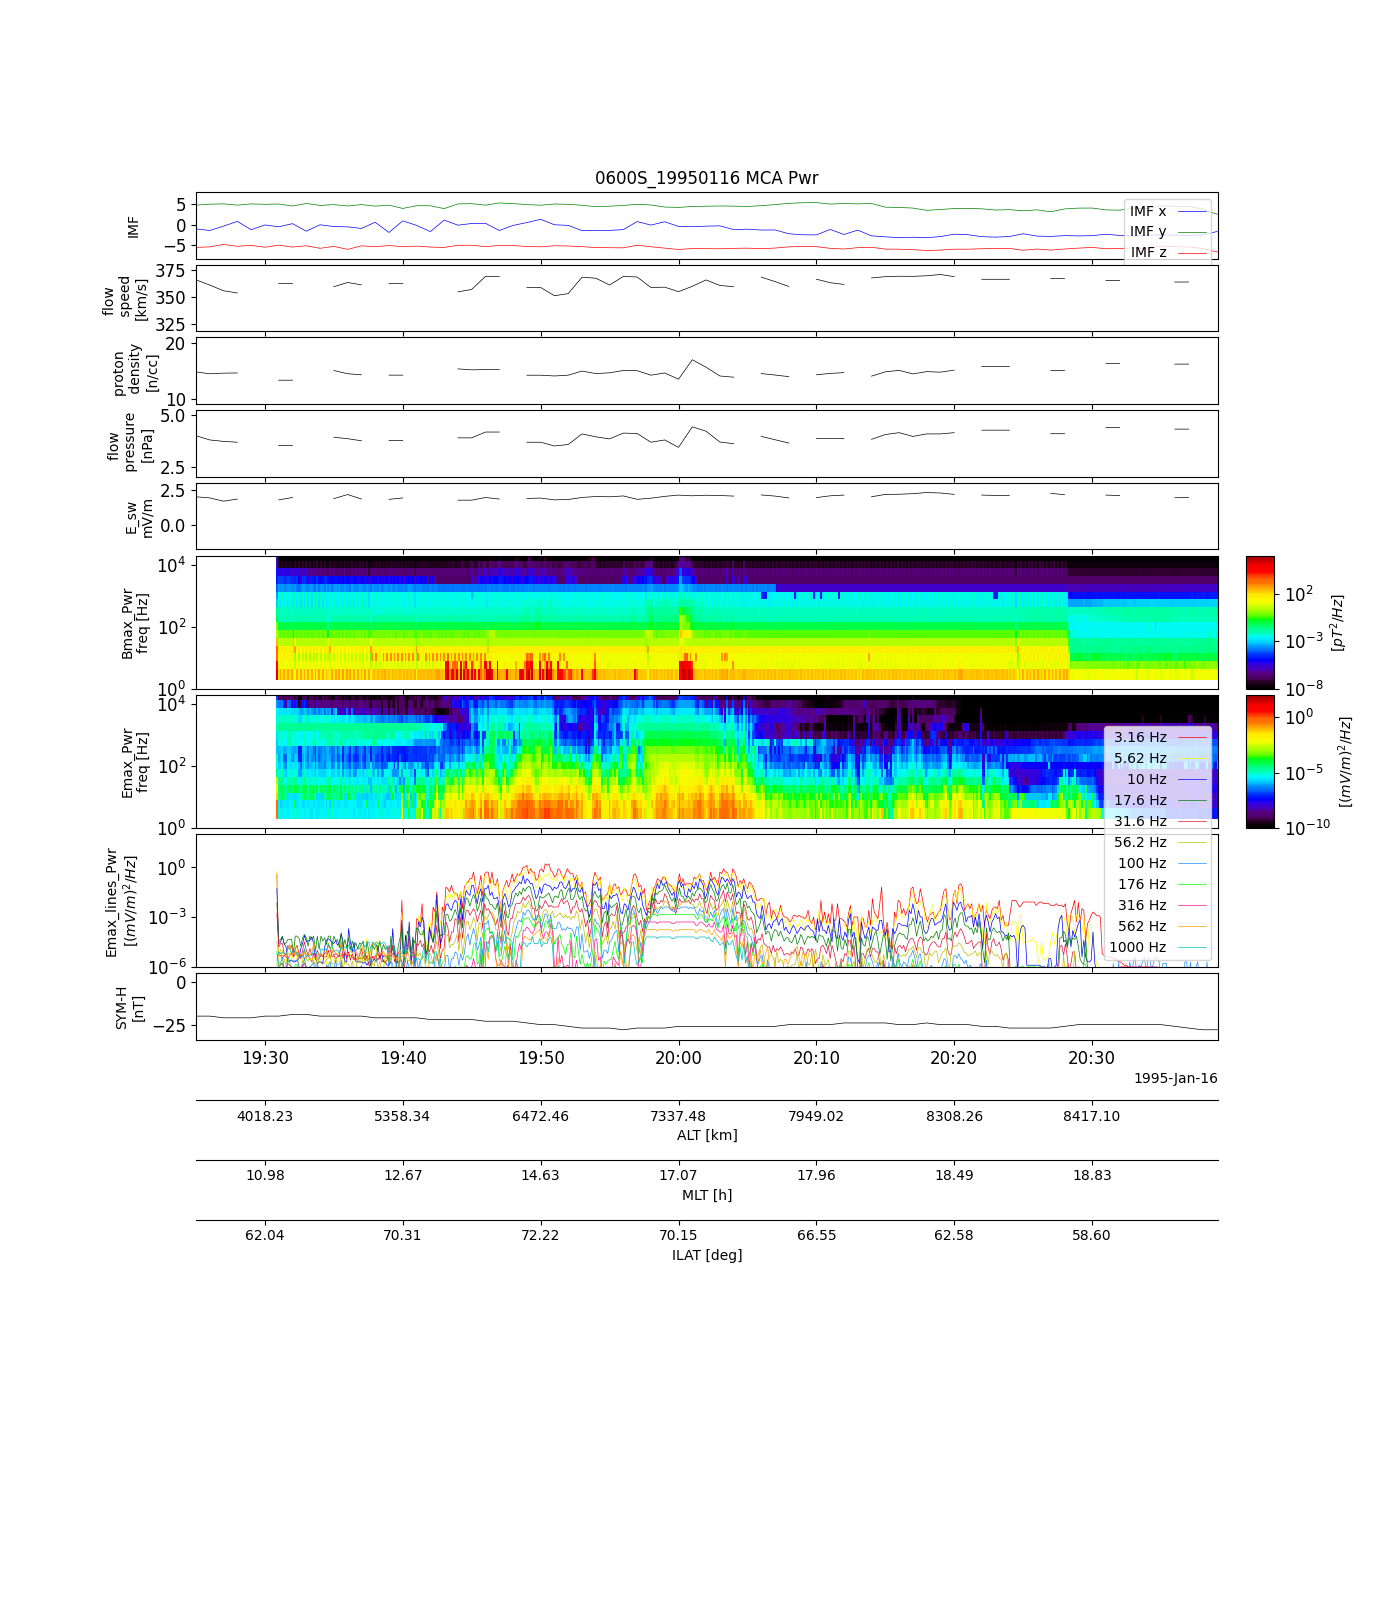 0600S_19950116 MCA Pwr
5
0
−5
IMF
IMF x
IMF y
IMF z
375
350
325
flow
speed
[km/s]
20
10
proton
density
[n/cc]
5.0
2.5
flow
pressure
[nPa]
2.5
0.0
E_sw
mV/m
10^4
10^2
10^0
Bmax_Pwr
freq [Hz]
10^2
10^−3
10^−8
[pT^2/Hz]
10^4
10^2
10^0
Emax_Pwr
freq [Hz]
10^0
10^−5
10^−10
[(mV/m)^2/Hz]
3.16 Hz
5.62 Hz
10 Hz
17.6 Hz
31.6 Hz
56.2 Hz
100 Hz
176 Hz
316 Hz
562 Hz
1000 Hz
10^0
10^−3
10^−6
Emax_lines_Pwr
[(mV/m)^2/Hz]
0
−25
SYM-H
[nT]
19:30 19:40 19:50 20:00 20:10 20:20 20:30
1995-Jan-16
4018.23 5358.34 6472.46 7337.48 7949.02 8308.26 8417.10
ALT [km]
10.98 12.67 14.63 17.07 17.96 18.49 18.83
MLT [h]
62.04 70.31 72.22 70.15 66.55 62.58 58.60
ILAT [deg]